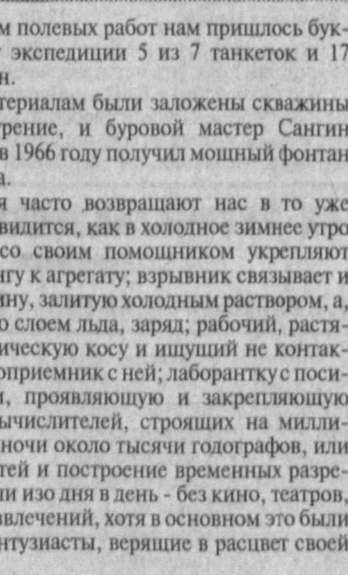 м полевых работ нам пришлось бук-
экспедиции 5 из 7 танкеток и 17
н.
териалам были заложены скважины
урение, и буровой мастер Сангин
в 1966 году получил мощный фонтан
а.
я часто возвращают нас в то уже
видится, как в холодное зимнее утро
со своим помощником укрепляют
нгу к агрегату; взрывник связывает и
ину, залитую холодным раствором, а,
о слоем льда, заряд; рабочий, растя-
ическую косу и ищущий не контак-
оприемник с ней; лаборантку с поси-
и, проявляющую и закрепляющую
ычислителей, строящих на милли-
ночи около тысячи годографов, или
тей и построение временных разре-
ли изо дня в день - без кино, театров,
звлечений, хотя в основном это были
нтузиасты, верящие в расцвет своей